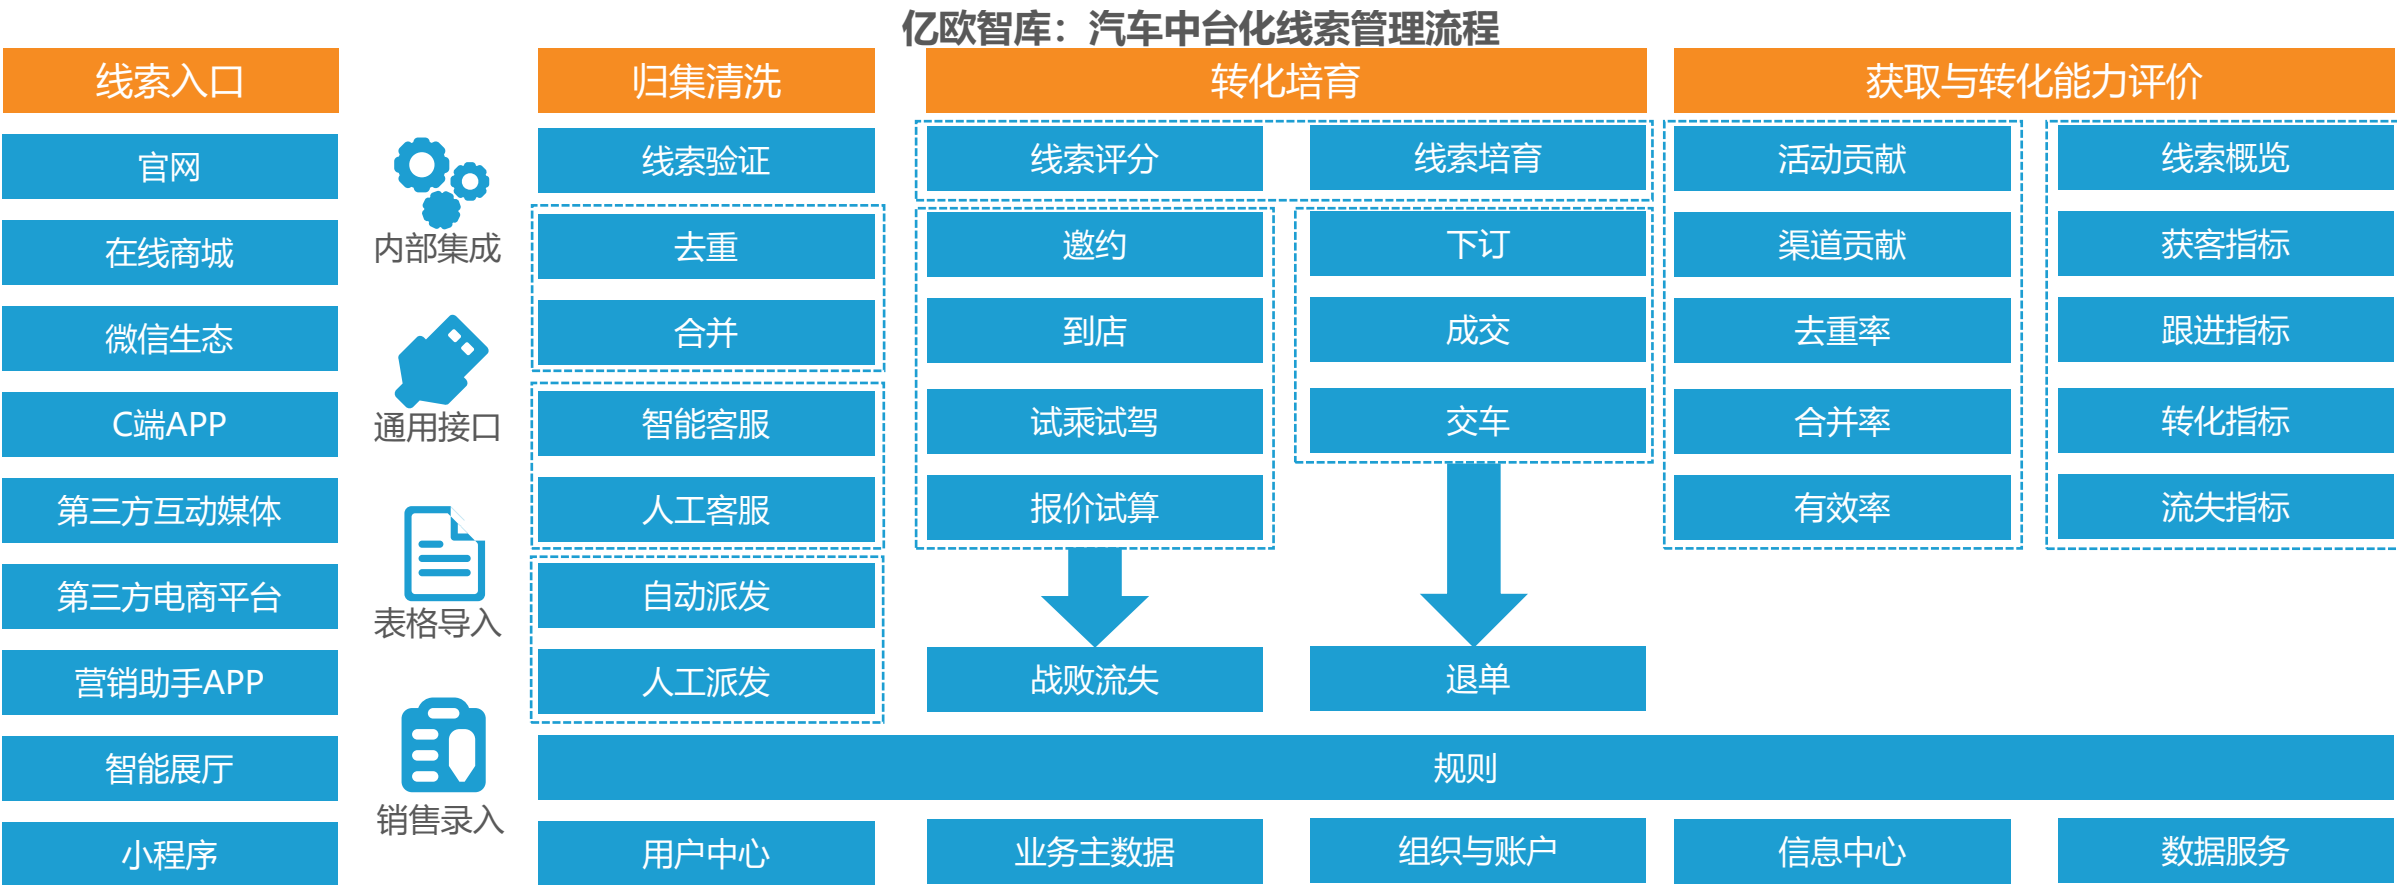 亿欧智库：汽车中台化线索管理流程
线索入口
归集清洗
转化培育
获取与转化能力评价
官网
在线商城
微信生态
C端APP
第三方互动媒体
第三方电商平台
营销助手APP
智能展厅
小程序
内部集成
通用接口
表格导入
销售录入
线索验证
去重
合并
智能客服
人工客服
自动派发
人工派发
线索评分
线索培育
邀约
到店
试乘试驾
报价试算
战败流失
下订
成交
交车
退单
活动贡献
渠道贡献
去重率
合并率
有效率
线索概览
获客指标
跟进指标
转化指标
流失指标
规则
用户中心
业务主数据
组织与账户
信息中心
数据服务